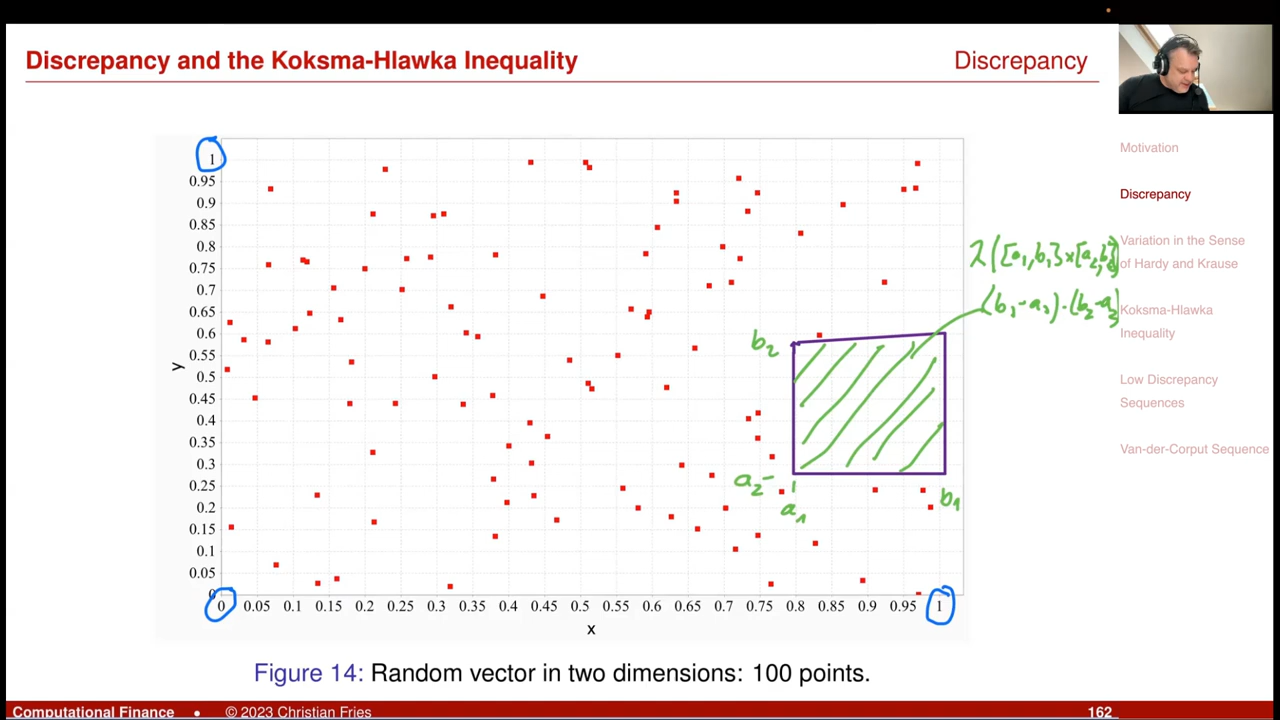 Discrepancy and the Koksma-Hlawka Inequality
Discrepancy
Motivation
Discrepancy
Variation in the Sense
of Hardy and Krause
Koksma-Hlawka
Inequality
Low Discrepancy
Sequences
Van-der-Corput Sequence
1
0.95
0.9
0.85
0.8
0.75
0.7
0.65
0.6
0.55
0.5
0.45
0.4
0.35
0.3
0.25
0.2
0.15
0.1
0.05
0
y
0 0.05 0.1 0.15 0.2 0.25 0.3 0.35 0.4 0.45 0.5 0.55 0.6 0.65 0.7 0.75 0.8 0.85 0.9 0.95 1
x
λ([a₁,b₁]×[a₂,b₂])
(b₁-a₁)·(b₂-a₂)
b₂
a₂
a₁
b₁
Figure 14: Random vector in two dimensions: 100 points.
Computational Finance • © 2023 Christian Fries 162